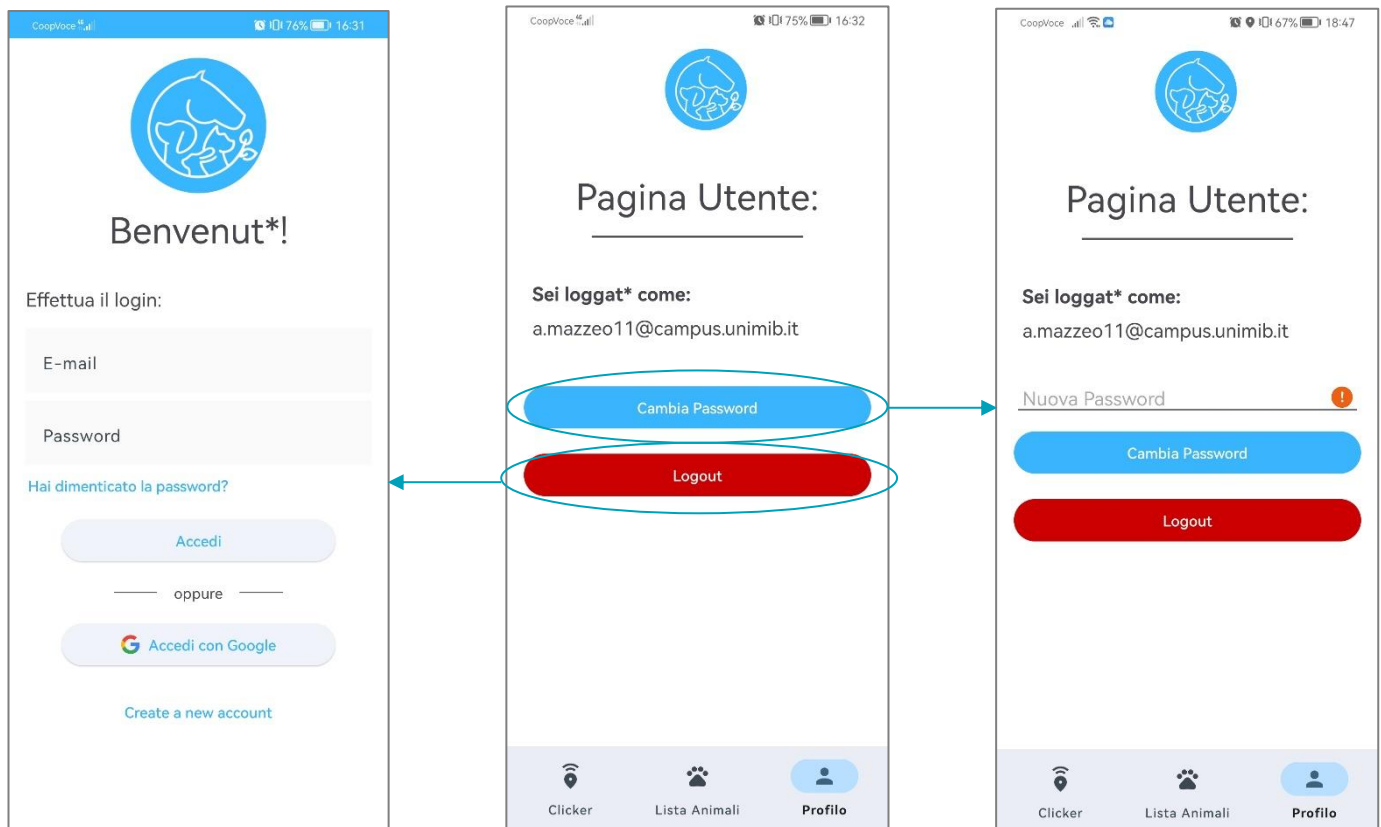 CoopVoce 4G 76% 16:31
Benvenut*!
Effettua il login:
E-mail
Password
Hai dimenticato la password?
Accedi
oppure
G Accedi con Google
Create a new account
CoopVoce 4G 75% 16:32
Pagina Utente:
Sei loggat* come:
a.mazzeo11@campus.unimib.it
Cambia Password
Logout
Clicker Lista Animali Profilo
CoopVoce 67% 18:47
Pagina Utente:
Sei loggat* come:
a.mazzeo11@campus.unimib.it
Nuova Password !
Cambia Password
Logout
Clicker Lista Animali Profilo